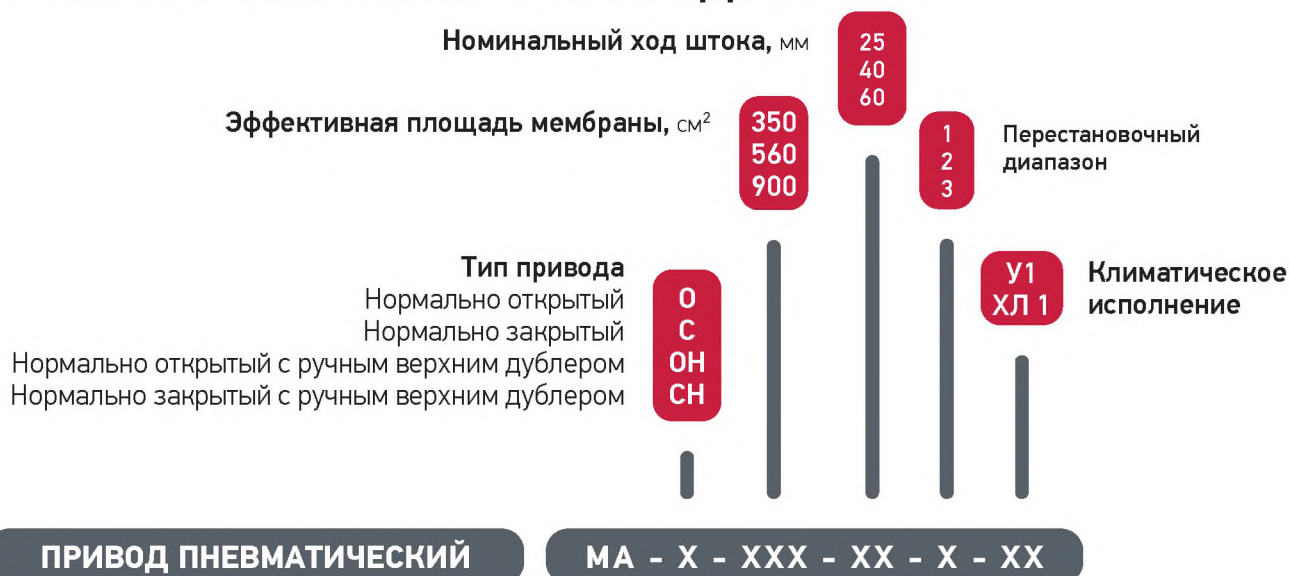 Номинальный ход штока, мм
25
40
60
Эффективная площадь мембраны, см²
350
560
900
1
2
3
Перестановочный
диапазон
Тип привода
Нормально открытый
Нормально закрытый
Нормально открытый с ручным верхним дублером
Нормально закрытый с ручным верхним дублером
О
С
ОН
СН
У1
ХЛ 1
Климатическое
исполнение
ПРИВОД ПНЕВМАТИЧЕСКИЙ
МА - Х - ХХХ - ХХ - Х - ХХ